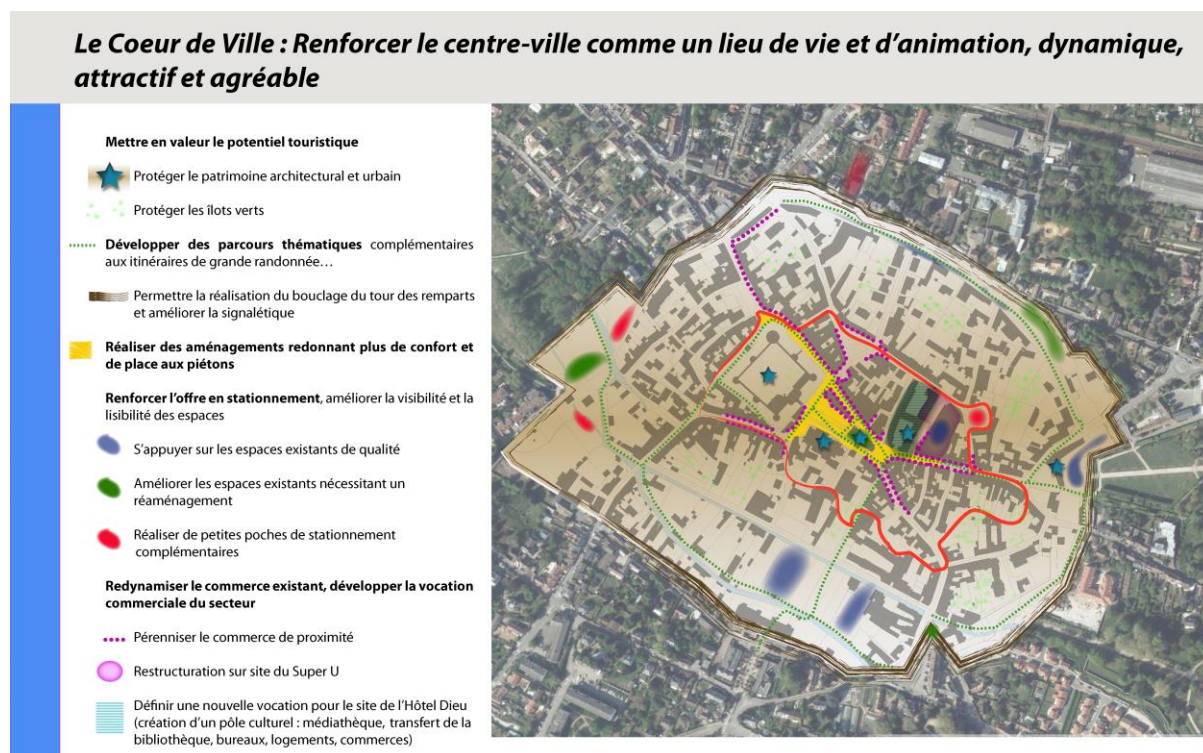 Le Coeur de Ville : Renforcer le centre-ville comme un lieu de vie et d’animation, dynamique,
attractif et agréable
Mettre en valeur le potentiel touristique
Protéger le patrimoine architectural et urbain
Protéger les îlots verts
Développer des parcours thématiques complémentaires
aux itinéraires de grande randonnée…
Permettre la réalisation du bouclage du tour des remparts
et améliorer la signalétique
Réaliser des aménagements redonnant plus de confort et
de place aux piétons
Renforcer l’offre en stationnement, améliorer la visibilité et la
lisibilité des espaces
S’appuyer sur les espaces existants de qualité
Améliorer les espaces existants nécessitant un
réaménagement
Réaliser de petites poches de stationnement
complémentaires
Redynamiser le commerce existant, développer la vocation
commerciale du secteur
Pérenniser le commerce de proximité
Restructuration sur site du Super U
Définir une nouvelle vocation pour le site de l’Hôtel Dieu
(création d’un pôle culturel : médiathèque, transfert de la
bibliothèque, bureaux, logements, commerces)